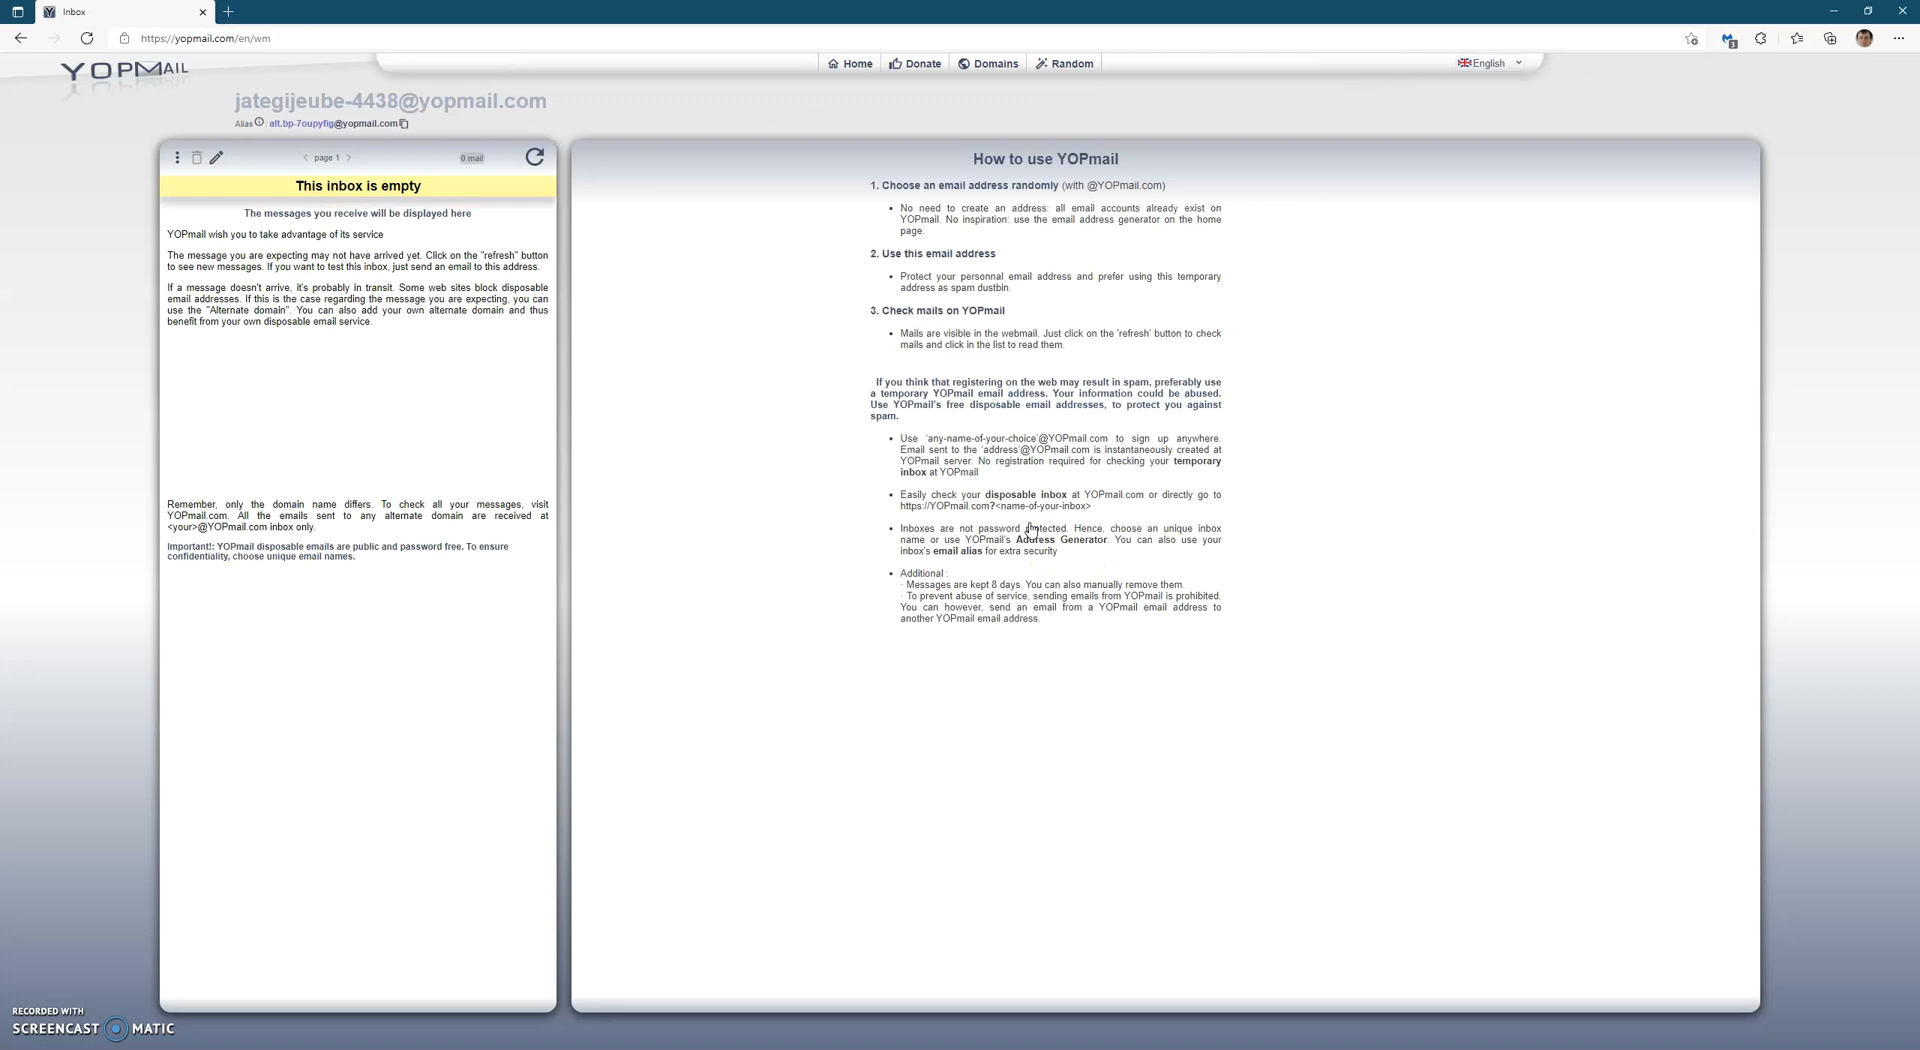 Inbox
https://yopmail.com/en/wm
3
YOPMAIL
Home
Donate
Domains
Random
English
jategijeube-4438@yopmail.com
Alias : alt.bp-7oupyfig@yopmail.com
page 1
0 mail
This inbox is empty
The messages you receive will be displayed here
YOPmail wish you to take advantage of its service
The message you are expecting may not have arrived yet. Click on the "refresh" button
to see new messages. If you want to test this inbox, just send an email to this address.
If a message doesn't arrive, it's probably in transit. Some web sites block disposable
email addresses. If this is the case regarding the message you are expecting, you can
use the "Alternate domain". You can also add your own alternate domain and thus
benefit from your own disposable email service.
Remember, only the domain name differs. To check all your messages, visit
YOPmail.com. All the emails sent to any alternate domain are received at
<your>@YOPmail.com inbox only.
Important!: YOPmail disposable emails are public and password free. To ensure
confidentiality, choose unique email names.
How to use YOPmail
1. Choose an email address randomly (with @YOPmail.com)
• No need to create an address: all email accounts already exist on
YOPmail. No inspiration: use the email address generator on the home
page.
2. Use this email address
• Protect your personnal email address and prefer using this temporary
address as spam dustbin.
3. Check mails on YOPmail
• Mails are visible in the webmail. Just click on the 'refresh' button to check
mails and click in the list to read them.
If you think that registering on the web may result in spam, preferably use
a temporary YOPmail email address. Your information could be abused.
Use YOPmail's free disposable email addresses, to protect you against
spam.
• Use 'any-name-of-your-choice'@YOPmail.com to sign up anywhere.
Email sent to the 'address'@YOPmail.com is instantaneously created at
YOPmail server. No registration required for checking your temporary
inbox at YOPmail
• Easily check your disposable inbox at YOPmail.com or directly go to
https://YOPmail.com?<name-of-your-inbox>
• Inboxes are not password protected. Hence, choose an unique inbox
name or use YOPmail's Address Generator. You can also use your
inbox's email alias for extra security
• Additional :
· Messages are kept 8 days. You can also manually remove them.
· To prevent abuse of service, sending emails from YOPmail is prohibited.
You can however, send an email from a YOPmail email address to
another YOPmail email address.
RECORDED WITH
SCREENCAST MATIC